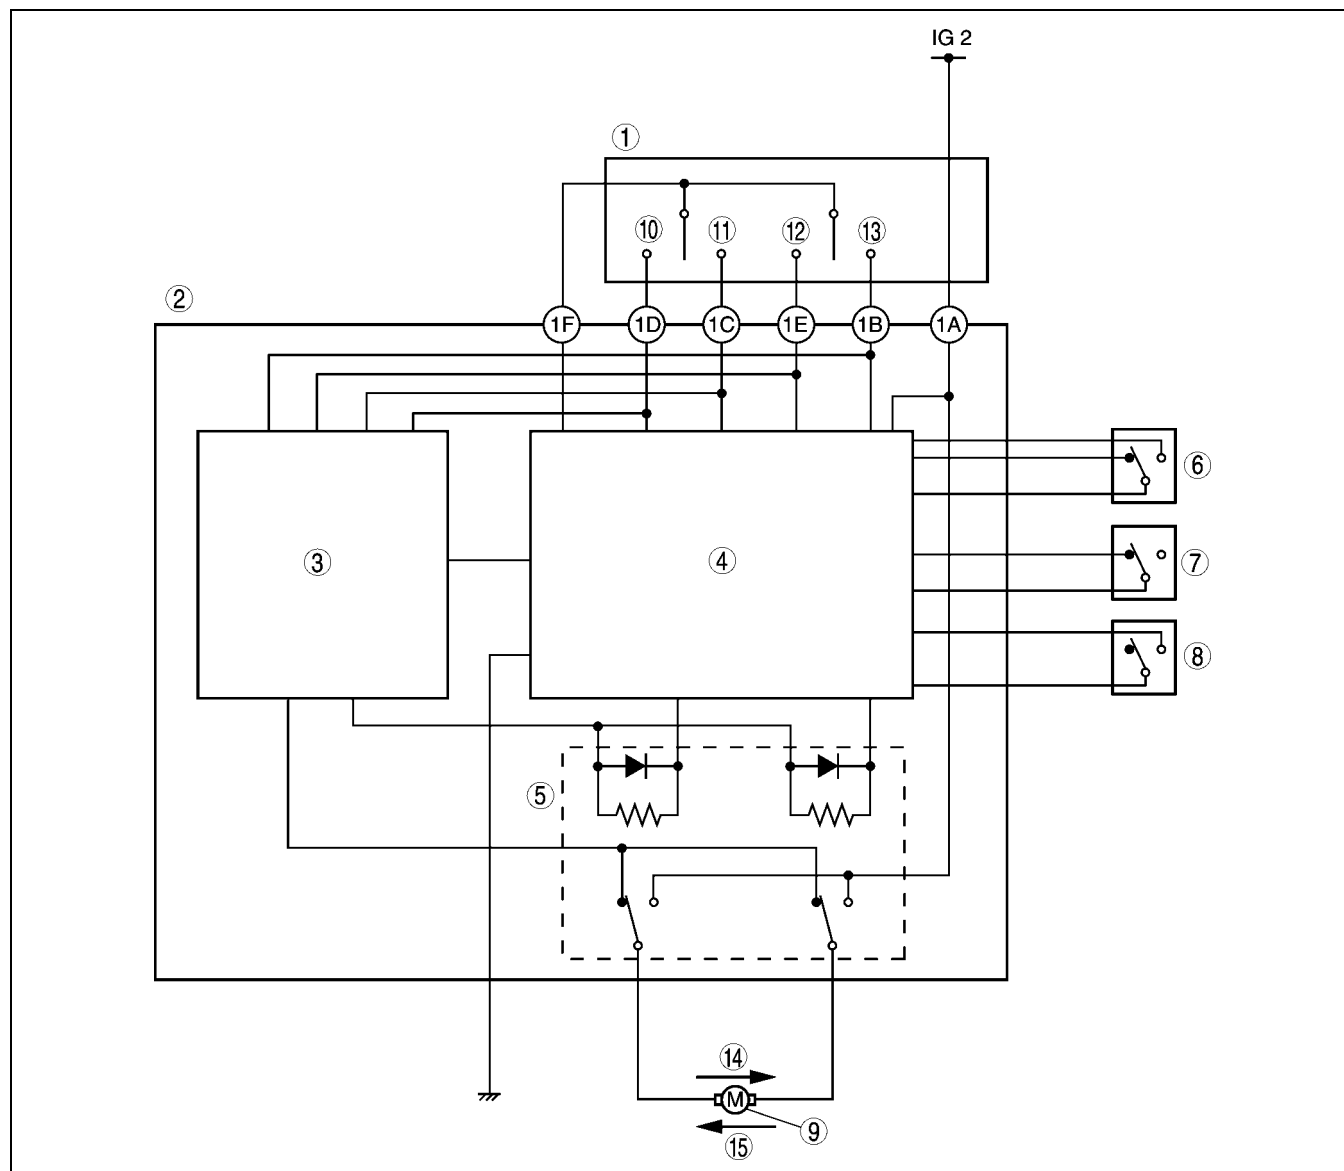 IG 2
①
⑩ ⑪ ⑫ ⑬
②
1F 1D 1C 1E 1B 1A
⑥
③ ④ ⑦
⑧
⑤
⑭
M
⑨
⑮